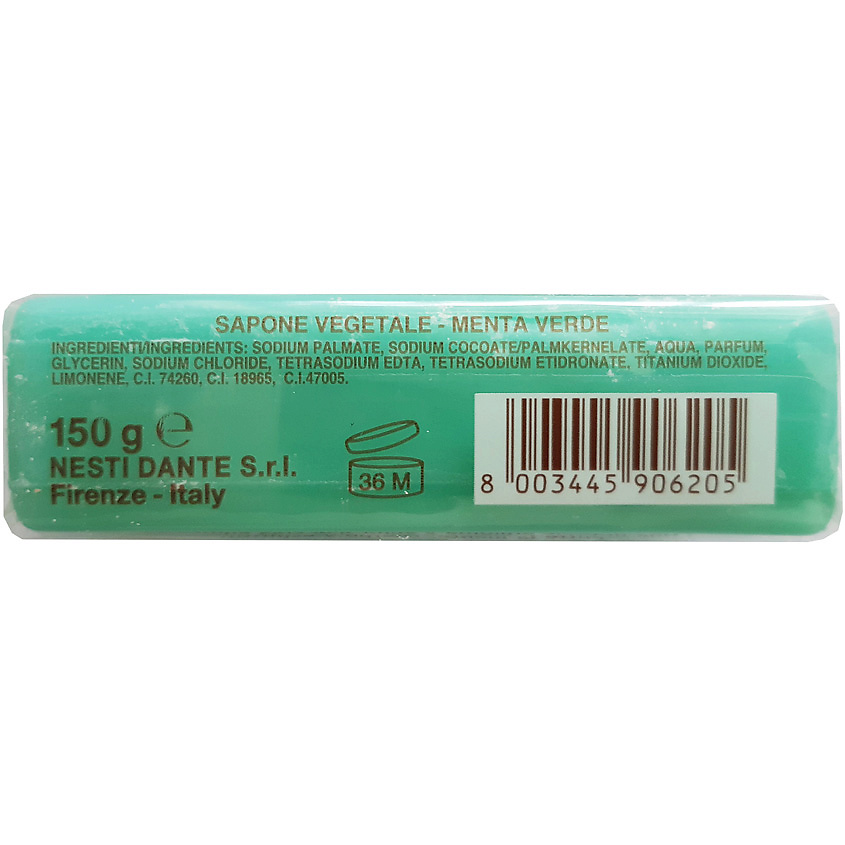 SAPONE VEGETALE - MENTA VERDE
INGREDIENTI/INGREDIENTS: SODIUM PALMATE, SODIUM COCOATE/PALMKERNELATE, AQUA, PARFUM,
GLYCERIN, SODIUM CHLORIDE, TETRASODIUM EDTA, TETRASODIUM ETIDRONATE, TITANIUM DIOXIDE,
LIMONENE, C.I. 74260, C.I. 18965, C.I.47005.
150 g ℮
NESTI DANTE S.r.l.
Firenze - Italy
36 M
8 003445 906205